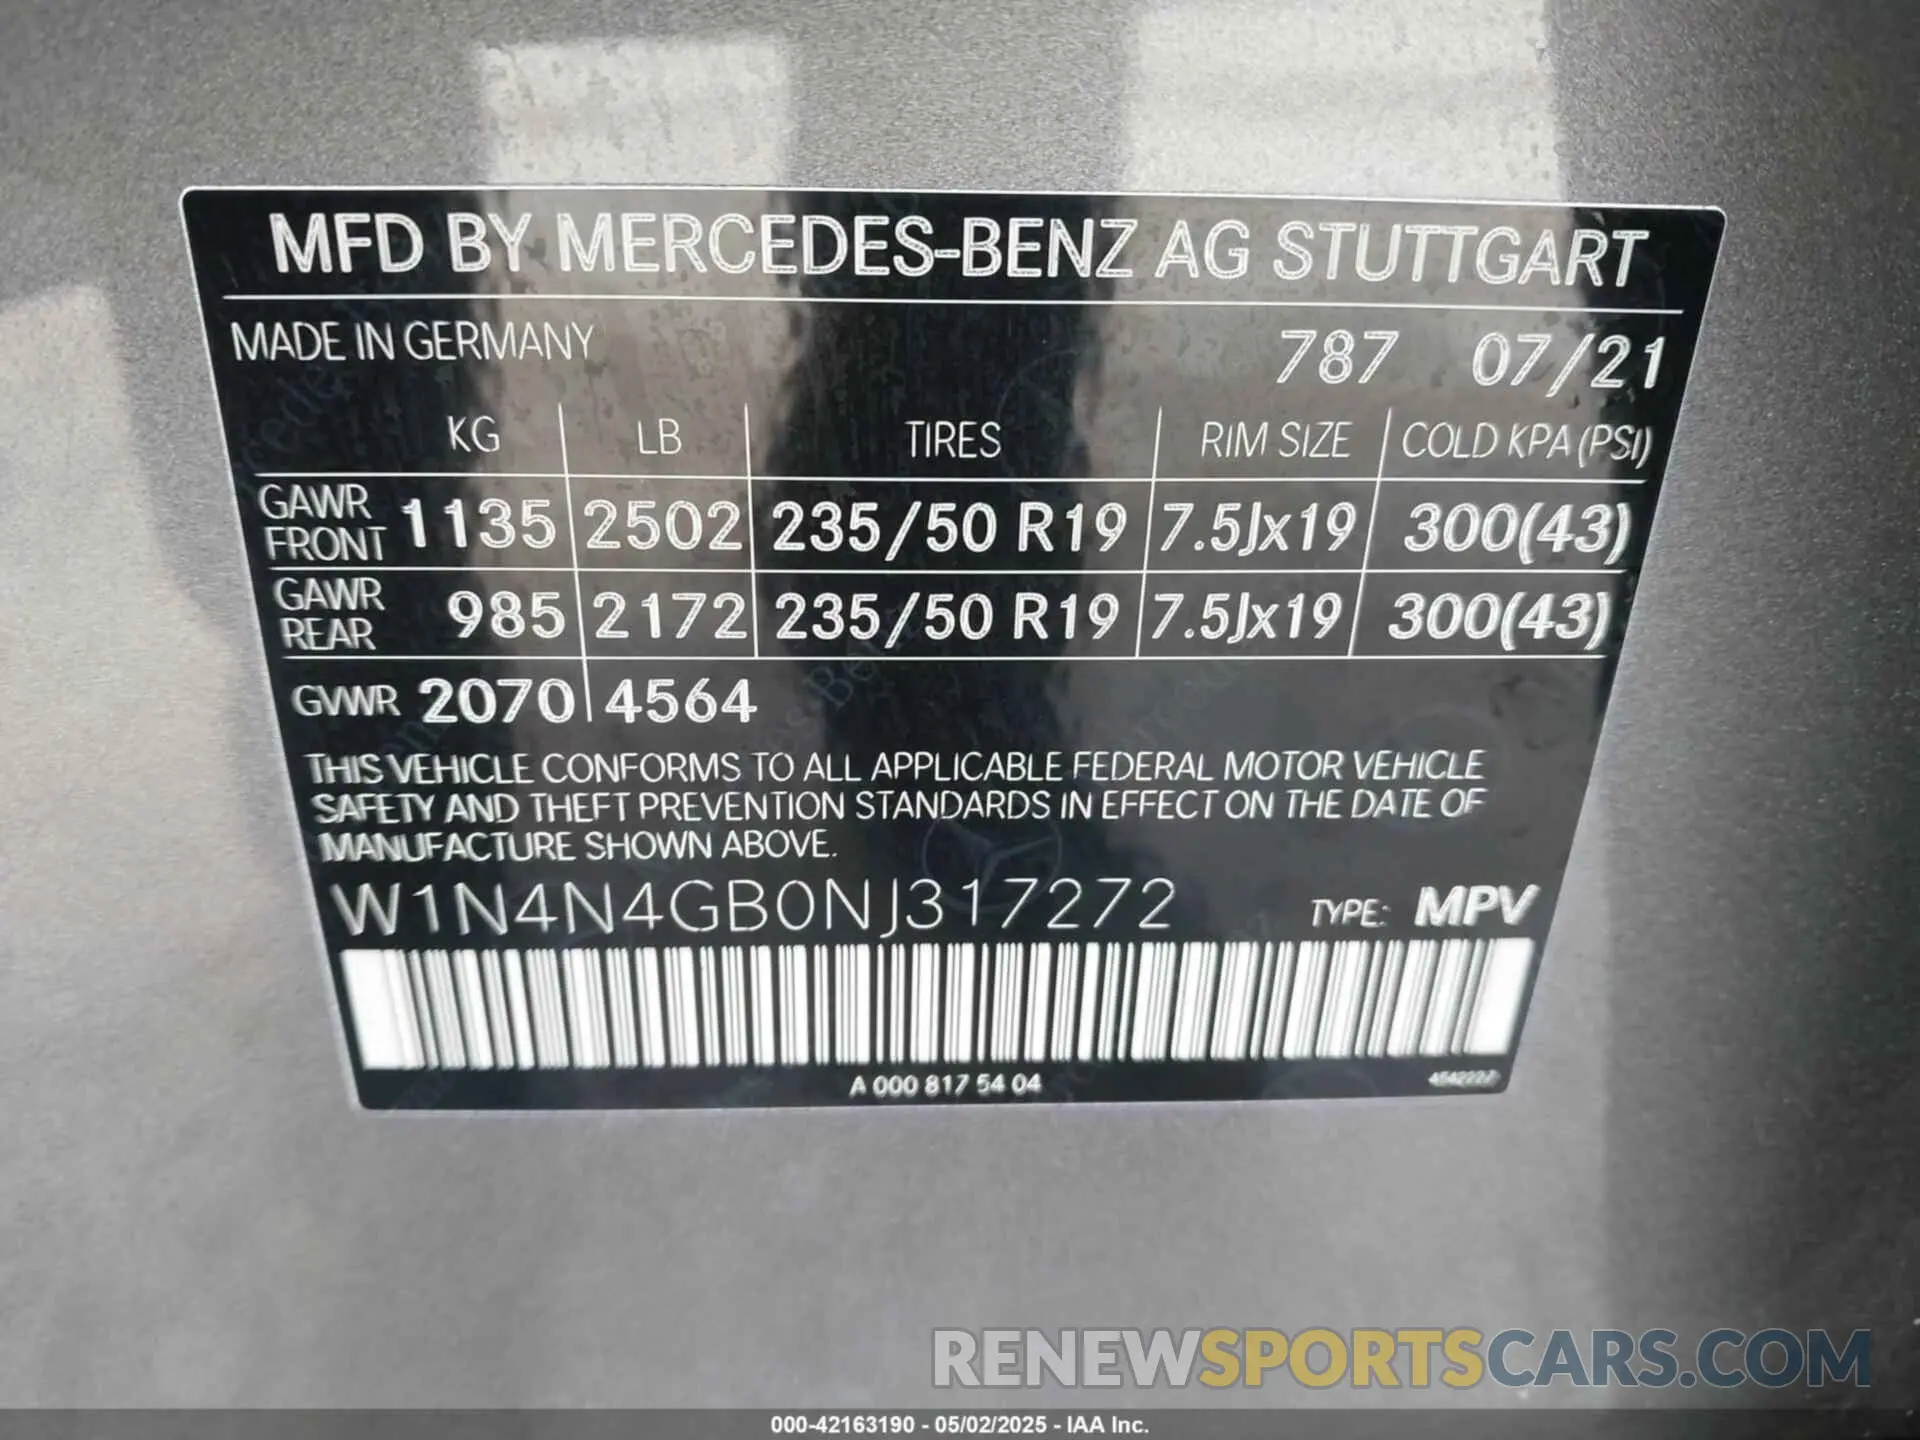 MFD BY MERCEDES-BENZ AG STUTTGART
MADE IN GERMANY 787 07/21
KG LB TIRES RIM SIZE COLD KPA (PSI)
GAWR FRONT 1135 2502 235/50 R19 7.5Jx19 300(43)
GAWR REAR 985 2172 235/50 R19 7.5Jx19 300(43)
GVWR 2070 4564
THIS VEHICLE CONFORMS TO ALL APPLICABLE FEDERAL MOTOR VEHICLE
SAFETY AND THEFT PREVENTION STANDARDS IN EFFECT ON THE DATE OF
MANUFACTURE SHOWN ABOVE.
W1N4N4GB0NJ317272 TYPE: MPV
A 000 817 54 04
RENEWSPORTSCARS.COM
000-42163190 - 05/02/2025 - IAA Inc.